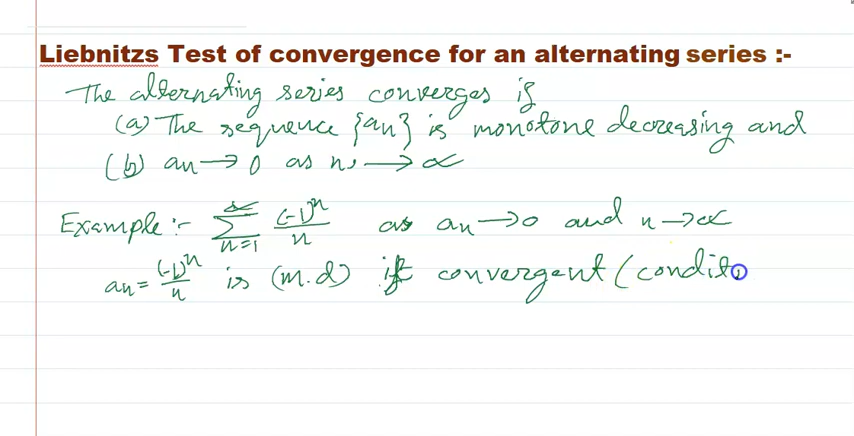 Liebnitzs Test of convergence for an alternating series :-
The alternating series converges if
(a) The sequence {an} is monotone decreasing and
(b) an → 0 as n, → ∝
Example :- ∑_{n=1}^{∝} (-1)^n/n as an → 0 and n → ∝
an = (-1)^n/n is (m.d) if convergent (conditi